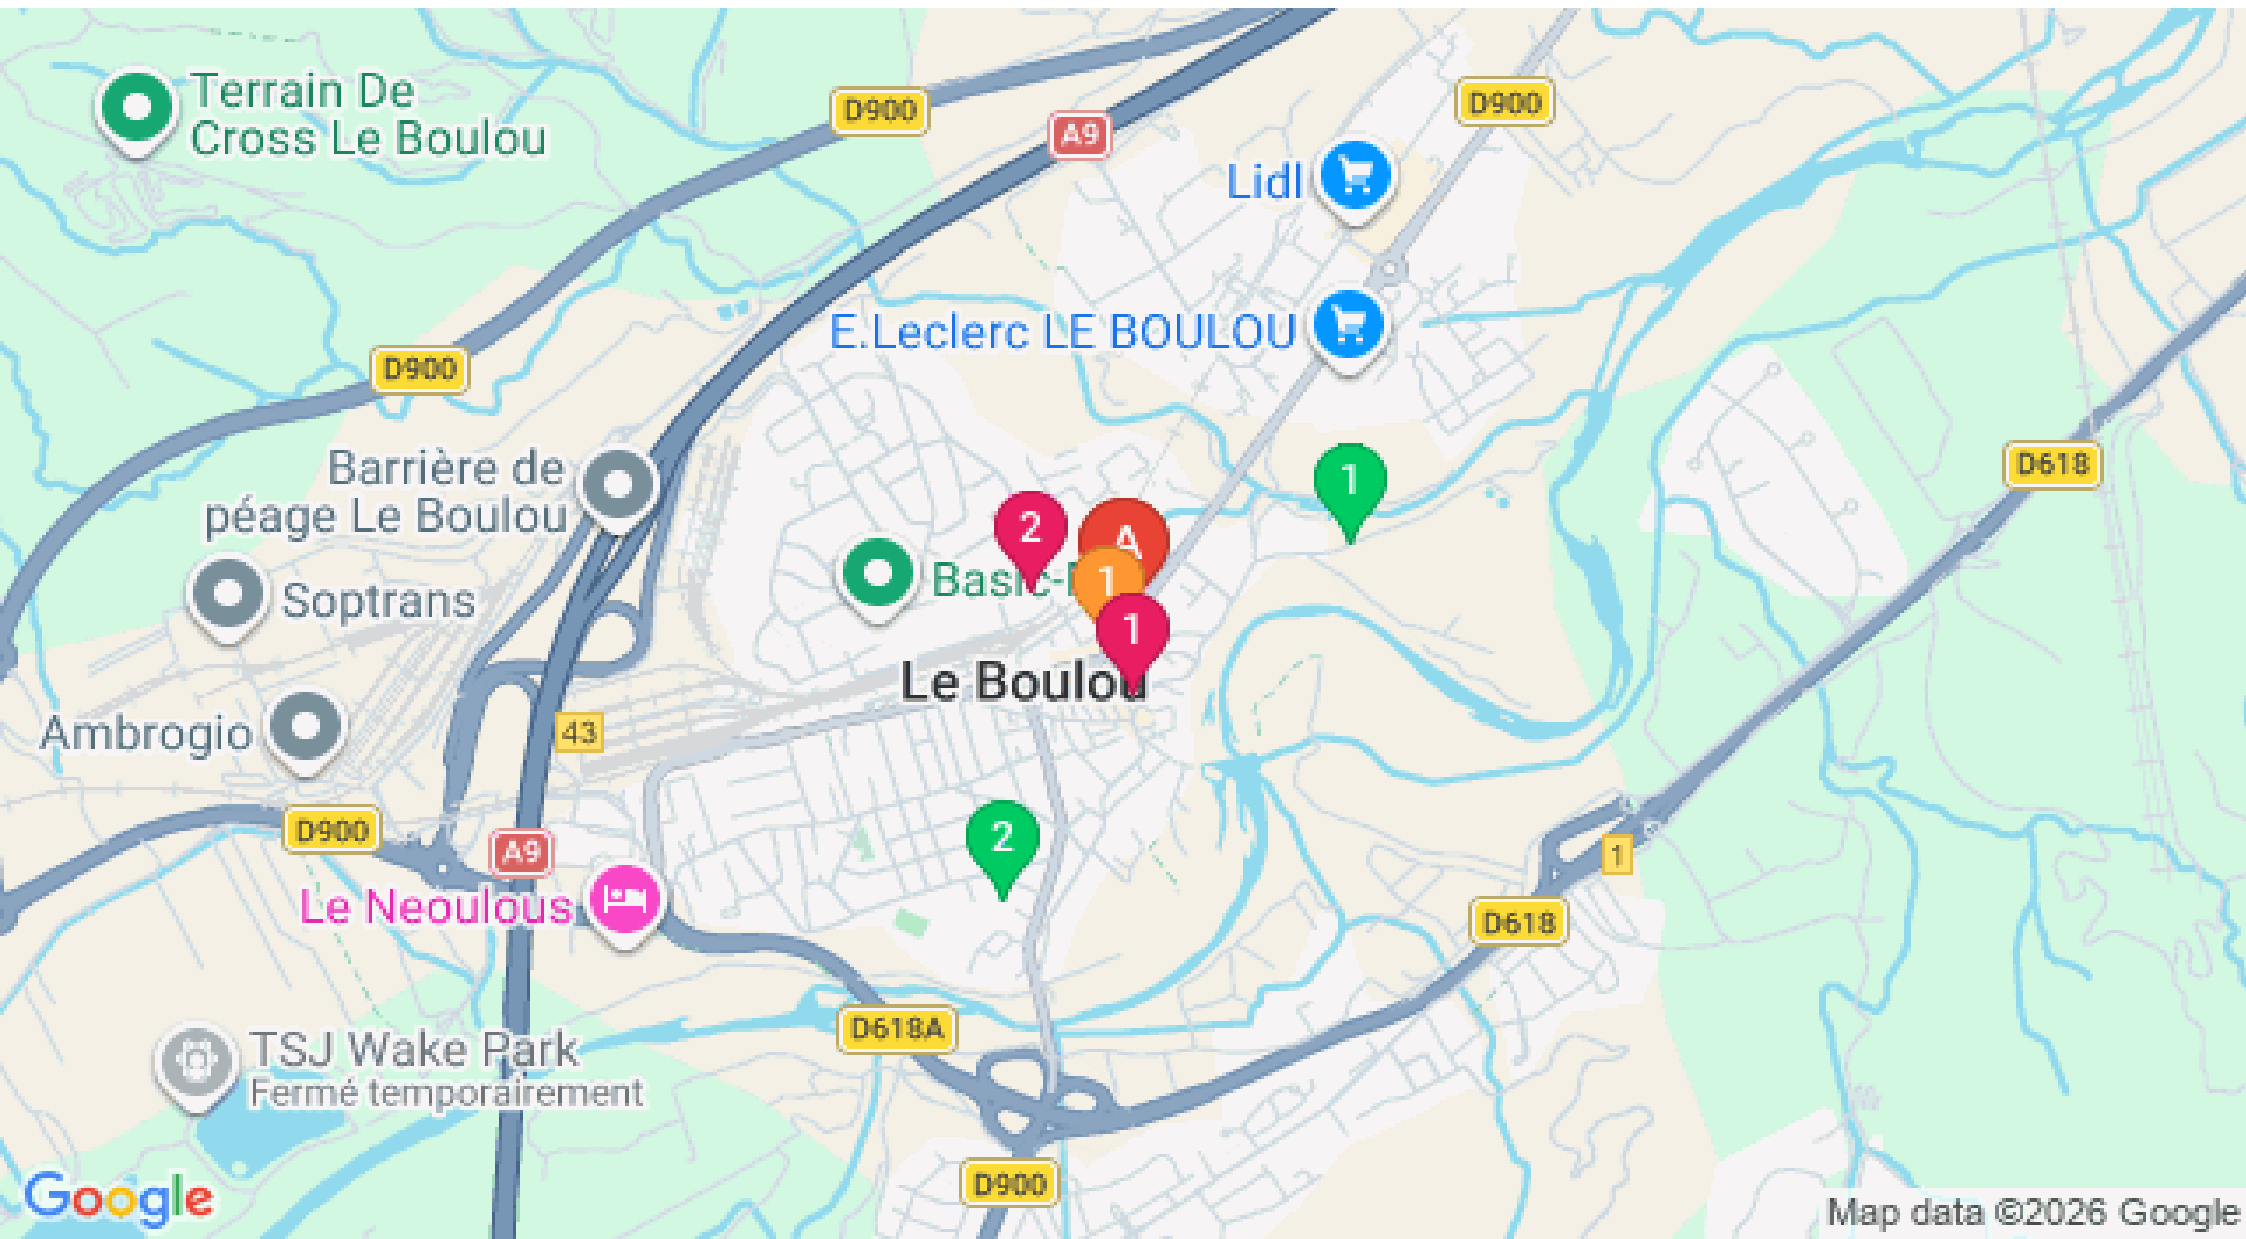 Terrain De
Cross Le Boulou
D900
A9
D900
Lidl
E.Leclerc LE BOULOU
D900
Barrière de
péage Le Boulou
1
D618
2
A
Soptrans
1
1
Le Boulou
Ambrogio
43
D900
2
A9
1
Le Neoulous
D618
D618A
TSJ Wake Park
Fermé temporairement
D900
Google
Map data ©2026 Google